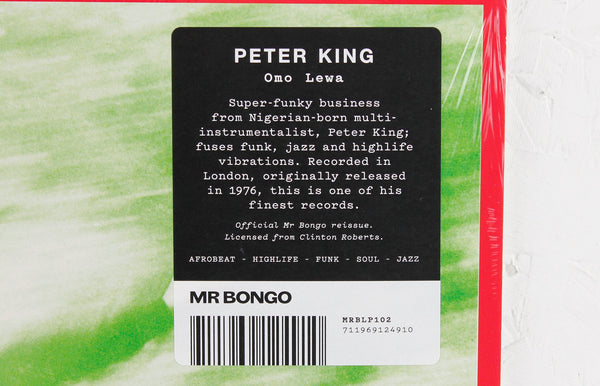 PETER KING
Omo Lewa
Super-funky business
from Nigerian-born multi-
instrumentalist, Peter King;
fuses funk, jazz and highlife
vibrations. Recorded in
London, originally released
in 1976, this is one of his
finest records.
Official Mr Bongo reissue.
Licensed from Clinton Roberts.
AFROBEAT - HIGHLIFE - FUNK - SOUL - JAZZ
MR BONGO
MRBLP102
711969124910